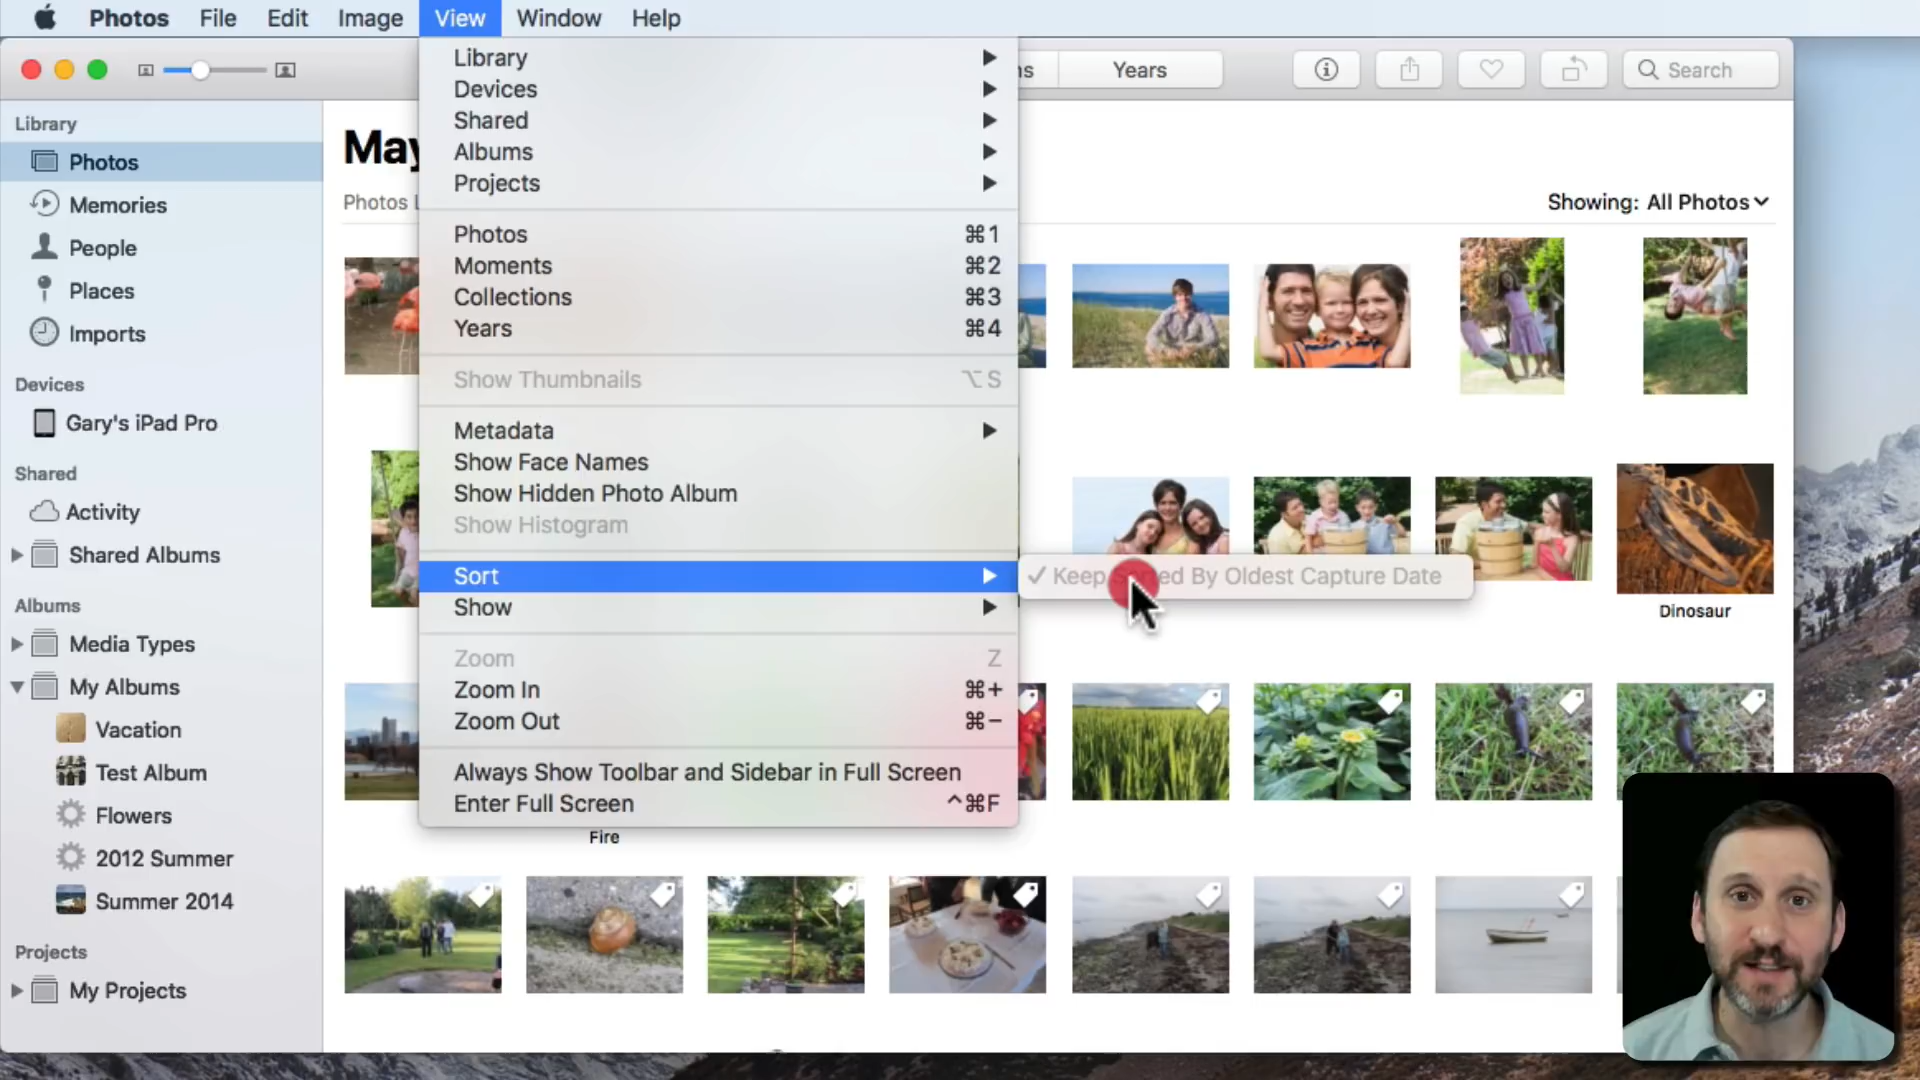 Photos File Edit Image View Window Help
Years
Search
Library
Photos
Memories
People
Places
Imports
Devices
Gary's iPad Pro
Shared
Activity
Shared Albums
Albums
Media Types
My Albums
Vacation
Test Album
Flowers
2012 Summer
Summer 2014
Projects
My Projects
May
Photos
Showing: All Photos
Library
Devices
Shared
Albums
Projects
Photos ⌘1
Moments ⌘2
Collections ⌘3
Years ⌘4
Show Thumbnails ⌥S
Metadata
Show Face Names
Show Hidden Photo Album
Show Histogram
Sort
✓ Keep Sorted By Oldest Capture Date
Show
Zoom Z
Zoom In ⌘+
Zoom Out ⌘−
Always Show Toolbar and Sidebar in Full Screen
Enter Full Screen ^⌘F
Dinosaur
Fire